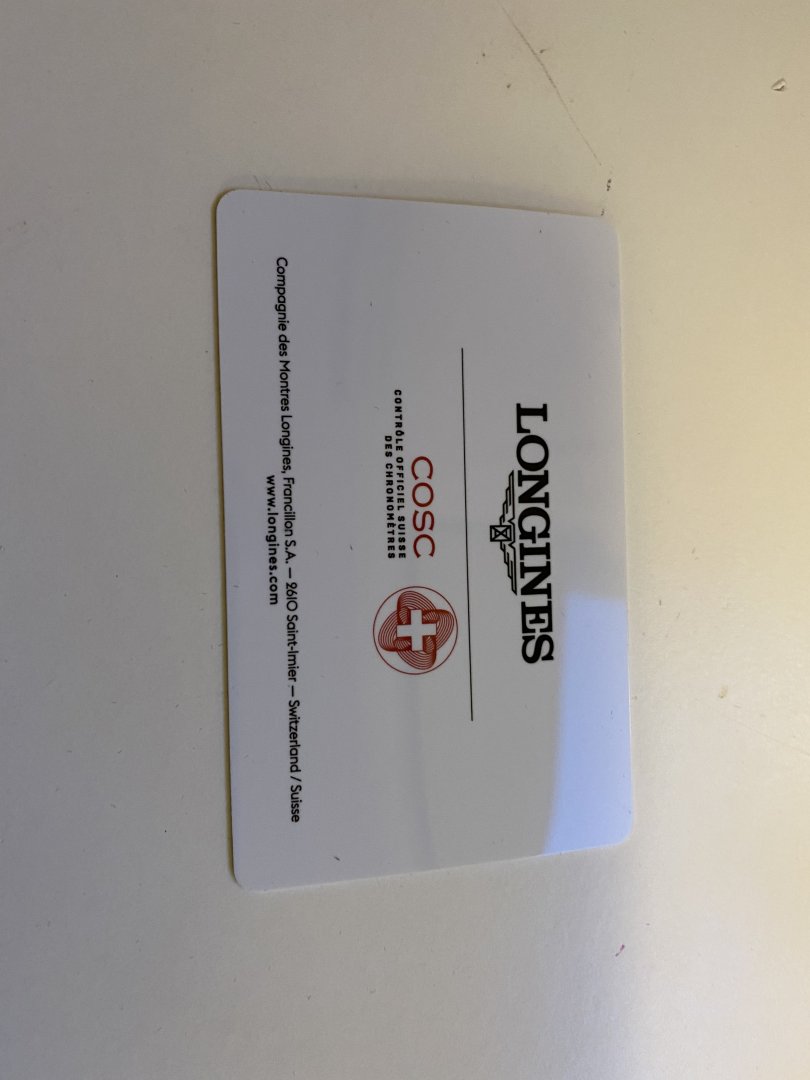 LONGINES
COSC
CONTRÔLE OFFICIEL SUISSE
DES CHRONOMÈTRES
Compagnie des Montres Longines, Francillon S.A. — 2610 Saint-Imier — Switzerland / Suisse
www.longines.com